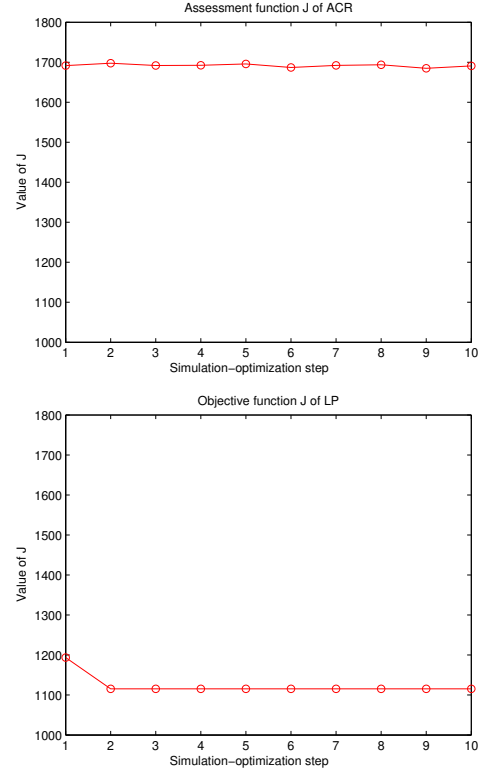 Assessment function J of ACR
1800
1700
1600
1500
1400
1300
1200
1100
1000
Value of J
1 2 3 4 5 6 7 8 9 10
Simulation−optimization step
Objective function J of LP
1800
1700
1600
1500
1400
1300
1200
1100
1000
Value of J
1 2 3 4 5 6 7 8 9 10
Simulation−optimization step